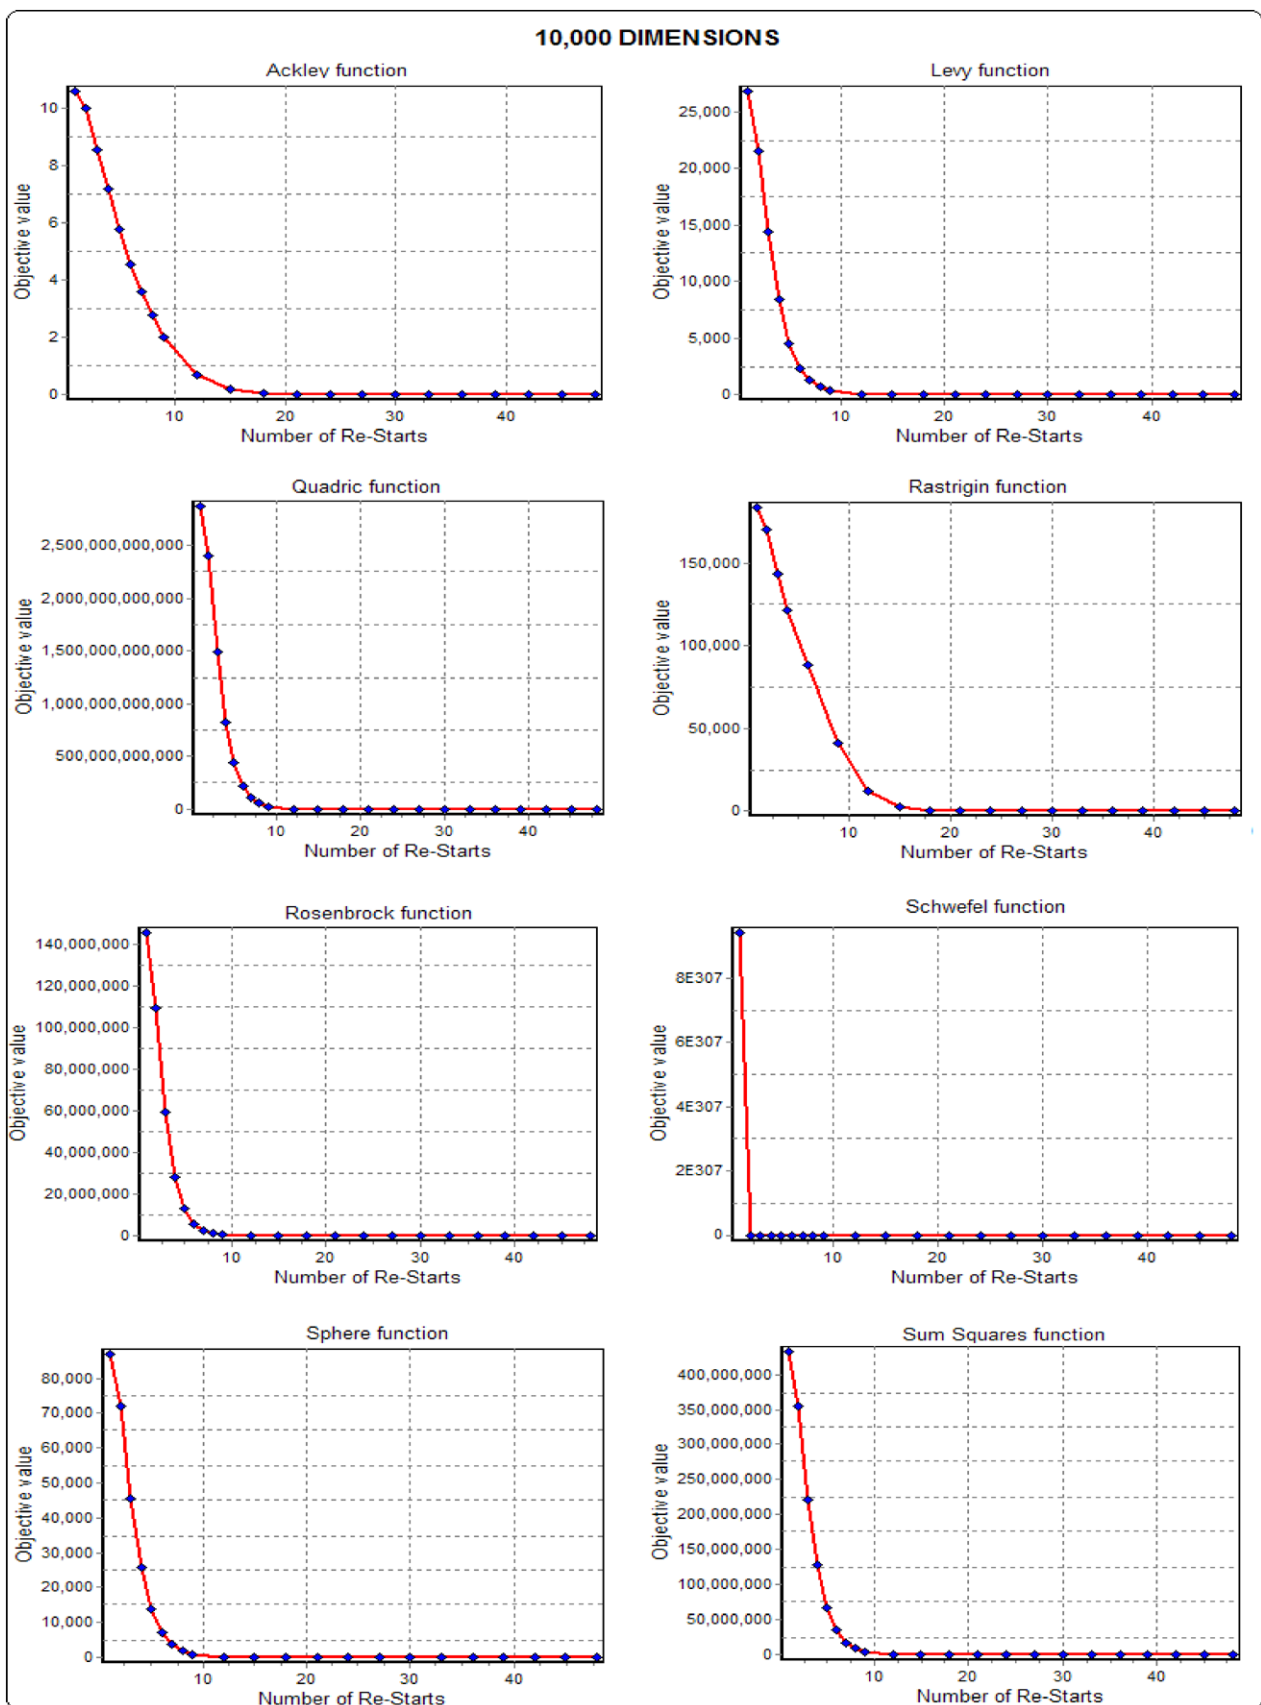 10,000 DIMENSIONS
Ackley function
Objective value
10
8
6
4
2
0
10 20 30 40
Number of Re-Starts
Levy function
Objective value
25,000
20,000
15,000
10,000
5,000
0
10 20 30 40
Number of Re-Starts
Quadric function
Objective value
2,500,000,000,000
2,000,000,000,000
1,500,000,000,000
1,000,000,000,000
500,000,000,000
0
10 20 30 40
Number of Re-Starts
Rastrigin function
Objective value
150,000
100,000
50,000
0
10 20 30 40
Number of Re-Starts
Rosenbrock function
Objective value
140,000,000
120,000,000
100,000,000
80,000,000
60,000,000
40,000,000
20,000,000
0
10 20 30 40
Number of Re-Starts
Schwefel function
Objective value
8E307
6E307
4E307
2E307
0
10 20 30 40
Number of Re-Starts
Sphere function
Objective value
80,000
70,000
60,000
50,000
40,000
30,000
20,000
10,000
0
10 20 30 40
Number of Re-Starts
Sum Squares function
Objective value
400,000,000
350,000,000
300,000,000
250,000,000
200,000,000
150,000,000
100,000,000
50,000,000
0
10 20 30 40
Number of Re-Starts